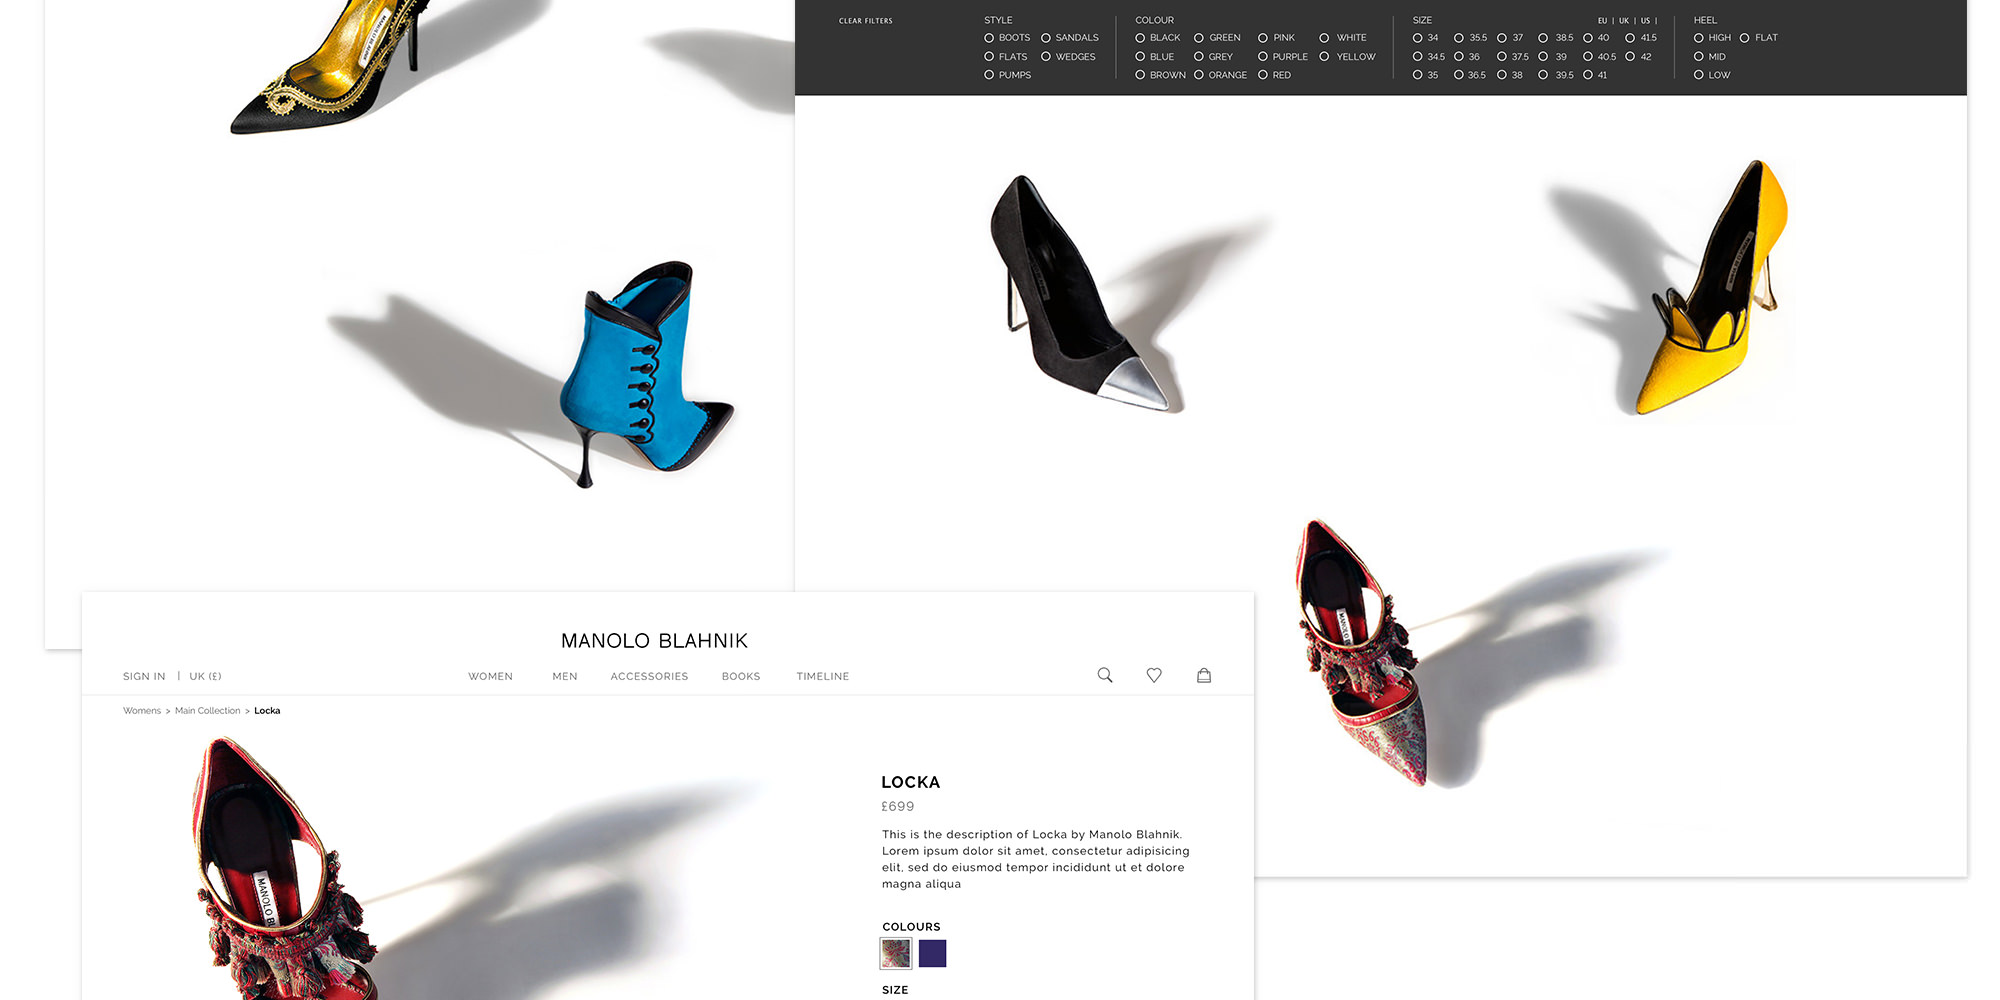 CLEAR FILTERS
STYLE
BOOTS SANDALS
FLATS WEDGES
PUMPS
COLOUR
BLACK GREEN PINK WHITE
BLUE GREY PURPLE YELLOW
BROWN ORANGE RED
SIZE EU | UK | US |
34 35.5 37 38.5 40 41.5
34.5 36 37.5 39 40.5 42
35 36.5 38 39.5 41
HEEL
HIGH FLAT
MID
LOW
MANOLO BLAHNIK
SIGN IN | UK (£)
WOMEN MEN ACCESSORIES BOOKS TIMELINE
Womens > Main Collection > Locka
MANOLO BL
LOCKA
£699
This is the description of Locka by Manolo Blahnik.
Lorem ipsum dolor sit amet, consectetur adipisicing
elit, sed do eiusmod tempor incididunt ut et dolore
magna aliqua
COLOURS
SIZE
MANOLO